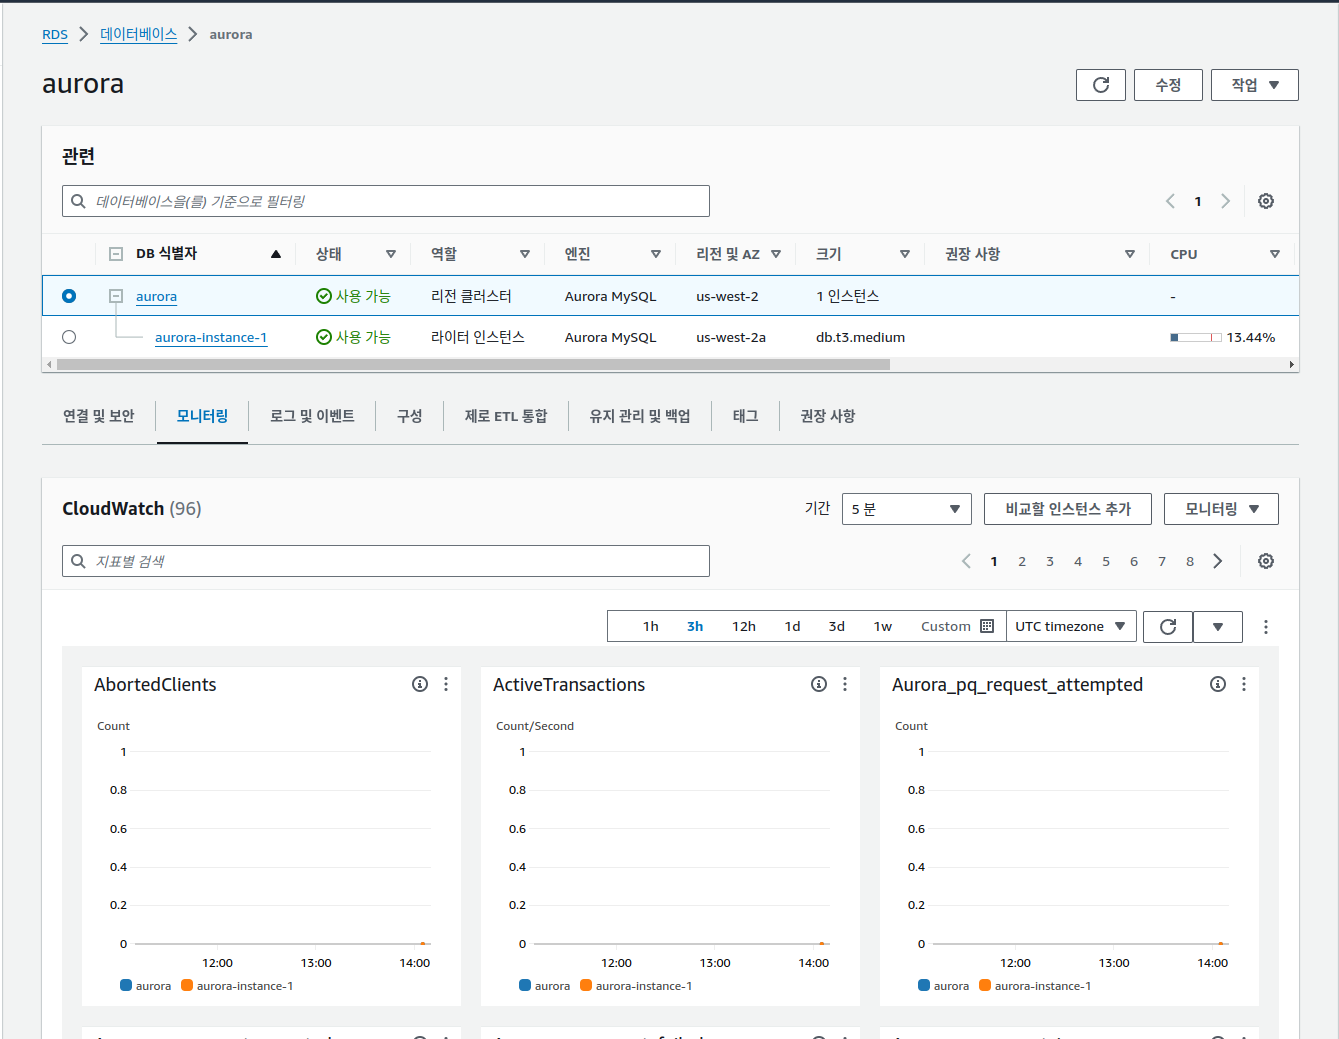 RDS > 데이터베이스 > aurora
aurora
수정
작업
관련
데이터베이스을(를) 기준으로 필터링
1
DB 식별자 상태 역할 엔진 리전 및 AZ 크기 권장 사항 CPU
aurora 사용 가능 리전 클러스터 Aurora MySQL us-west-2 1 인스턴스 -
aurora-instance-1 사용 가능 라이터 인스턴스 Aurora MySQL us-west-2a db.t3.medium 13.44%
연결 및 보안 모니터링 로그 및 이벤트 구성 제로 ETL 통합 유지 관리 및 백업 태그 권장 사항
CloudWatch (96)
기간 5 분 비교할 인스턴스 추가 모니터링
지표별 검색
1 2 3 4 5 6 7 8
1h 3h 12h 1d 3d 1w Custom UTC timezone
AbortedClients
Count
1
0.8
0.6
0.4
0.2
0
12:00 13:00 14:00
aurora aurora-instance-1
ActiveTransactions
Count/Second
1
0.8
0.6
0.4
0.2
0
12:00 13:00 14:00
aurora aurora-instance-1
Aurora_pq_request_attempted
Count
1
0.8
0.6
0.4
0.2
0
12:00 13:00 14:00
aurora aurora-instance-1